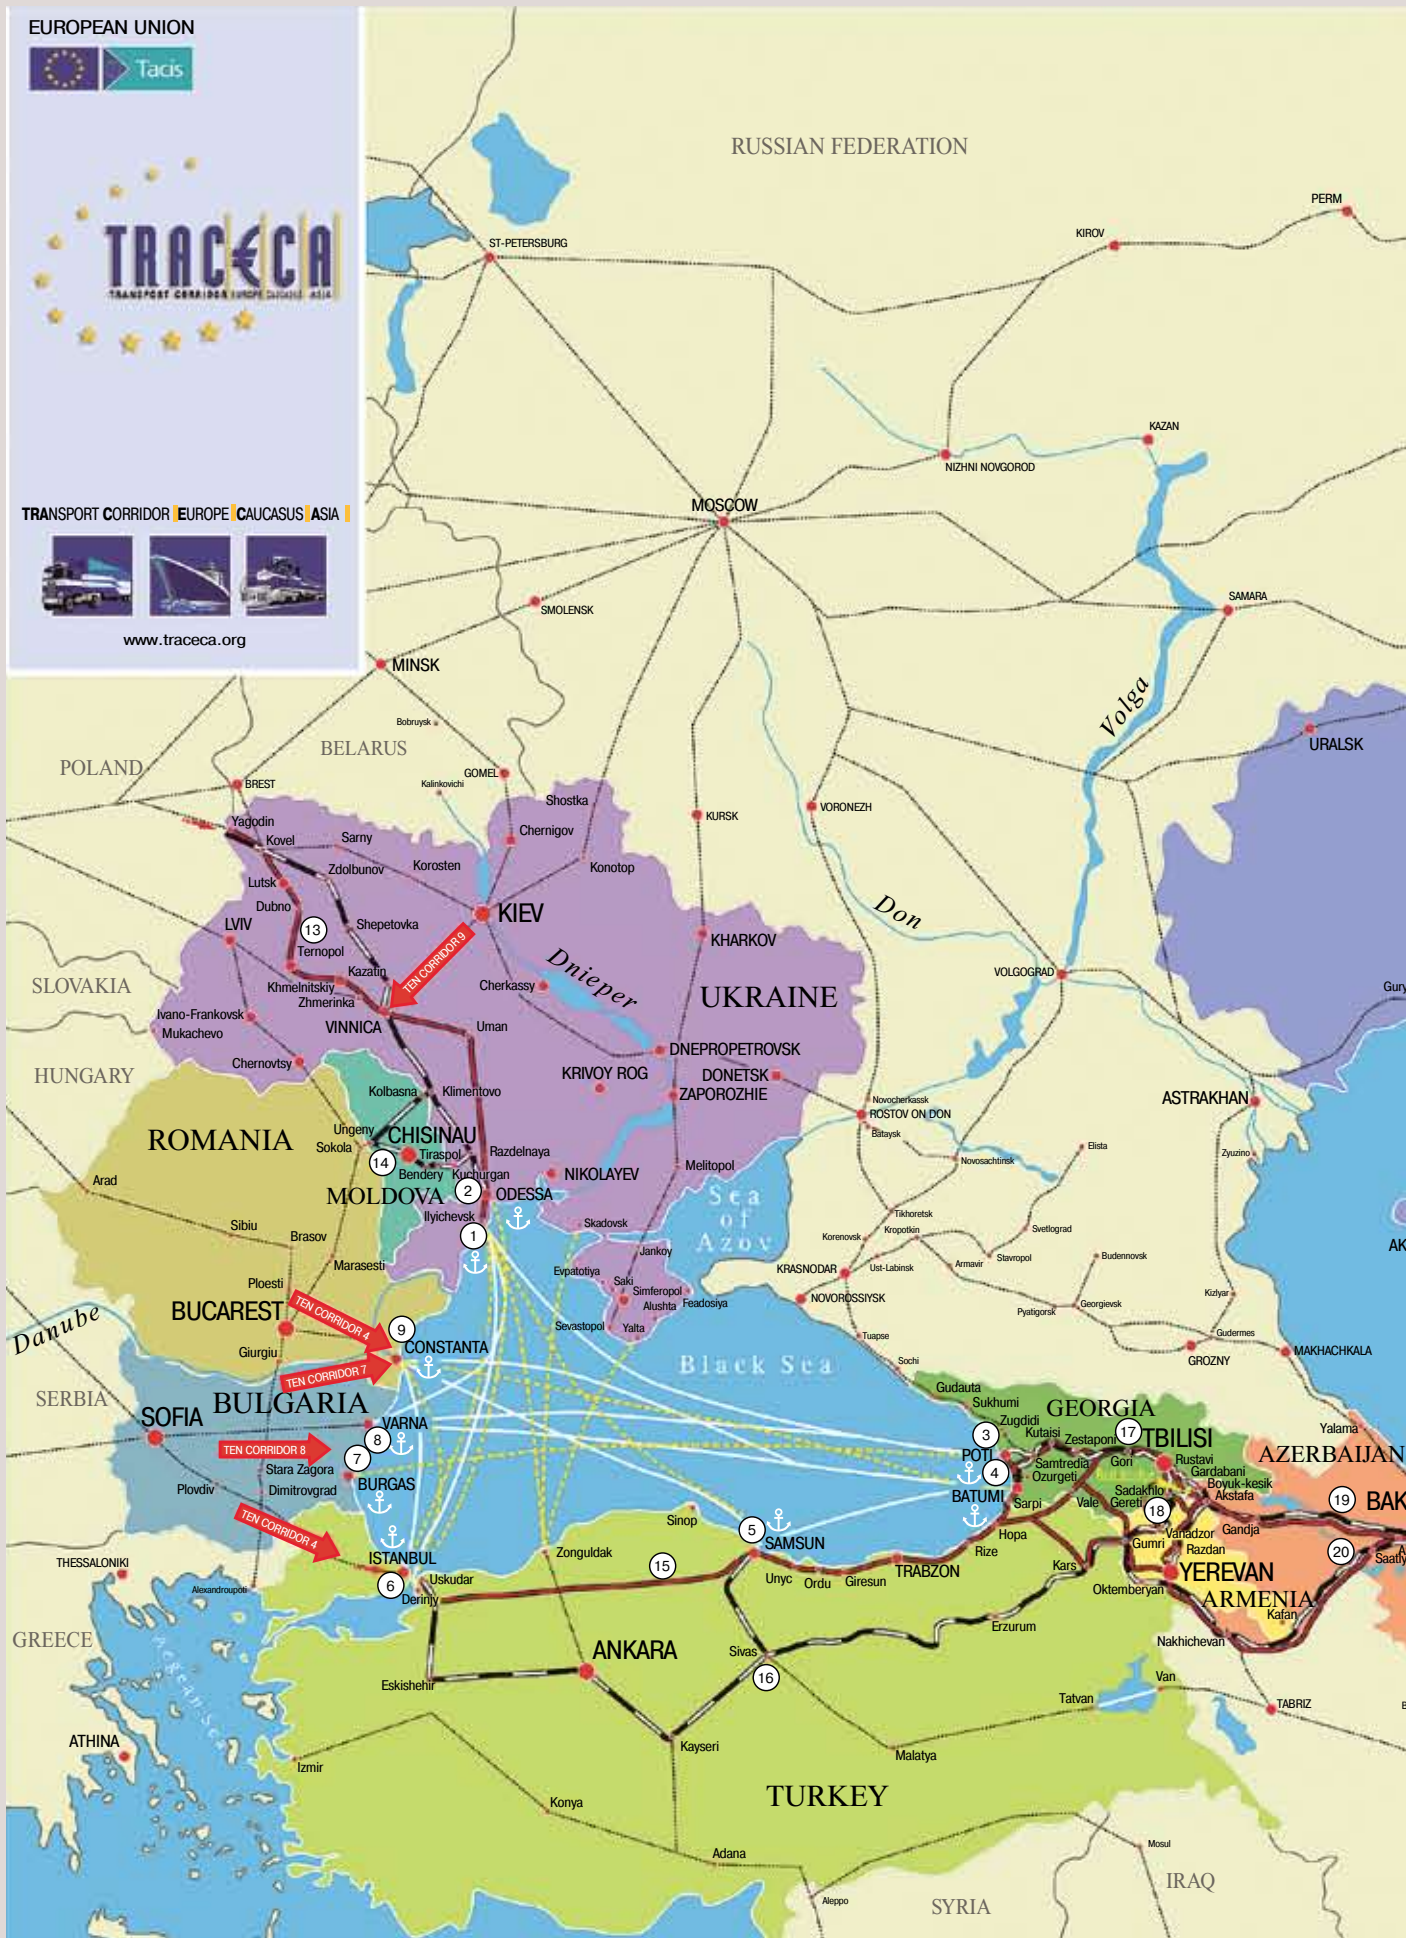 EUROPEAN UNION
Tacis
TRAC€CA
TRANSPORT CORRIDOR EUROPE CAUCASUS ASIA
TRANSPORT CORRIDOR EUROPE CAUCASUS ASIA
www.traceca.org
RUSSIAN FEDERATION
PERM
KIROV
ST-PETERSBURG
KAZAN
NIZHNI NOVGOROD
MOSCOW
SAMARA
SMOLENSK
MINSK
Volga
Bobruysk
BELARUS
URALSK
POLAND
GOMEL
BREST
Kalinkovichi
Shostka
VORONEZH
KURSK
Yagodin
Chernigov
Kovel
Sarny
Korosten
Konotop
Zdolbunov
Lutsk
Dubno
KIEV
Don
LVIV
13
Shepetovka
KHARKOV
Ternopol
TEN CORRIDOR 9
Dnieper
Kazatin
VOLGOGRAD
SLOVAKIA
Khmelnitskiy
Cherkassy
Gury
Zhmerinka
UKRAINE
Ivano-Frankovsk
VINNICA
Uman
Mukachevo
DNEPROPETROVSK
Chernovtsy
HUNGARY
KRIVOY ROG
DONETSK
Kolbasna
Klimentovo
ZAPOROZHIE
Novocherkassk
ASTRAKHAN
ROSTOV ON DON
Ungeny
CHISINAU
Bataysk
ROMANIA
Sokola
Tiraspol
Razdelnaya
Elista
14
Bendery
Kuchurgan
Melitopol
Novosachtinsk
Zyuzino
Arad
NIKOLAYEV
MOLDOVA
2
ODESSA
Sea
of
Azov
Ilyichevsk
Skadovsk
Tikhoretsk
Sibiu
1
Kropotkin
Svetlograd
Brasov
Korenovsk
AK
Jankoy
Stavropol
Budennovsk
Marasesti
Evpatotiya
KRASNODAR
Ust-Labinsk
Armavir
Ploesti
Saki
Simferopol
Feadosiya
NOVOROSSIYSK
Kizlyar
BUCAREST
TEN CORRIDOR 4
Alushta
Pyatigorsk
Georgievsk
Danube
9
Sevastopol
Yalta
Tuapse
Gudermes
CONSTANTA
Giurgiu
GROZNY
MAKHACHKALA
TEN CORRIDOR 7
Black Sea
Sochi
SERBIA
BULGARIA
Gudauta
SOFIA
VARNA
Sukhumi
GEORGIA
Zugdidi
17
Yalama
8
3
Kutaisi
Zestaponi
TBILISI
TEN CORRIDOR 8
7
POTI
Samtredia
Gori
AZERBAIJAN
Stara Zagora
4
Ozurgeti
Rustavi
Gardabani
Plovdiv
Dimitrovgrad
BURGAS
BATUMI
Sarpi
Vale
Sadakhlo
Gereti
Boyuk-kesik
Akstafa
19
BAK
TEN CORRIDOR 4
Sinop
5
SAMSUN
18
Gandja
Hopa
Vanadzor
Gumri
Razdan
20
THESSALONIKI
ISTANBUL
Zonguldak
15
Rize
Saatly
Alexandroupoti
6
Uskudar
Unyc
Ordu
Giresun
TRABZON
Kars
YEREVAN
Derinjy
Oktemberyan
ARMENIA
Kafan
GREECE
Erzurum
Nakhichevan
Aegean Sea
ANKARA
Sivas
16
Eskishehir
Van
Tatvan
TABRIZ
ATHINA
Kayseri
Malatya
Izmir
TURKEY
Konya
Mosul
Adana
IRAQ
Aleppo
SYRIA